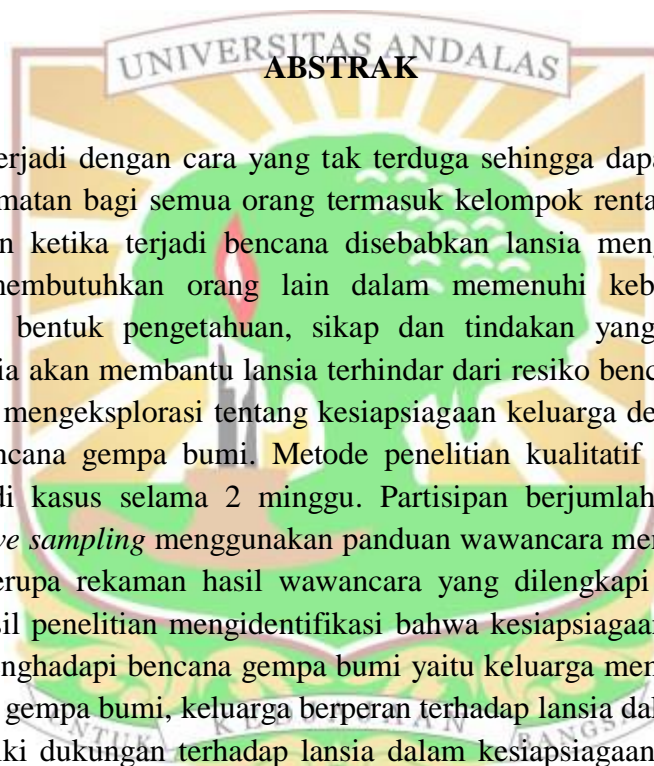 UNIVERSITAS ANDALAS
ABSTRAK
erjadi dengan cara yang tak terduga sehingga dapa
matan bagi semua orang termasuk kelompok renta
n ketika terjadi bencana disebabkan lansia meng
membutuhkan orang lain dalam memenuhi keb
bentuk pengetahuan, sikap dan tindakan yang
ia akan membantu lansia terhindar dari resiko benc
mengeksplorasi tentang kesiapsiagaan keluarga de
ncana gempa bumi. Metode penelitian kualitatif
di kasus selama 2 minggu. Partisipan berjumlah
ve sampling menggunakan panduan wawancara men
erupa rekaman hasil wawancara yang dilengkapi
sil penelitian mengidentifikasi bahwa kesiapsiagaan
nghadapi bencana gempa bumi yaitu keluarga mem
gempa bumi, keluarga berperan terhadap lansia dal
UNTUK KEDJAJAAN BANGSA
ki dukungan terhadap lansia dalam kesiapsiagaan